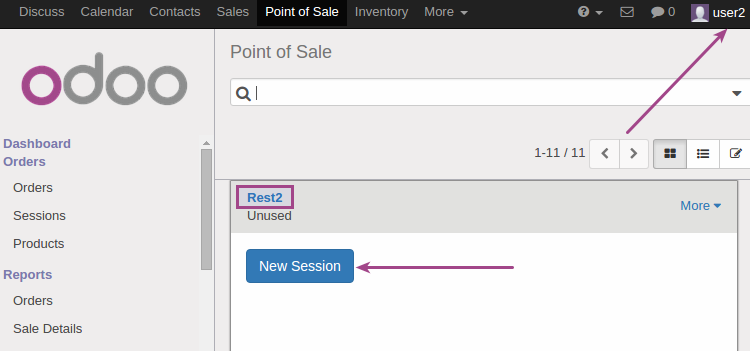 Discuss Calendar Contacts Sales Point of Sale Inventory More ? 0 user2
odoo
Point of Sale
1-11 / 11
Dashboard
Orders
Orders
Sessions
Products
Reports
Orders
Sale Details
Rest2
Unused
More
New Session